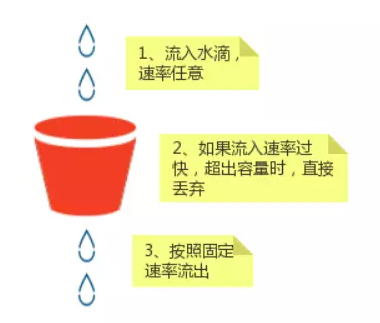 1、流入水滴，
速率任意
2、如果流入速率过
快，超出容量时，直接
丢弃
3、按照固定
速率流出